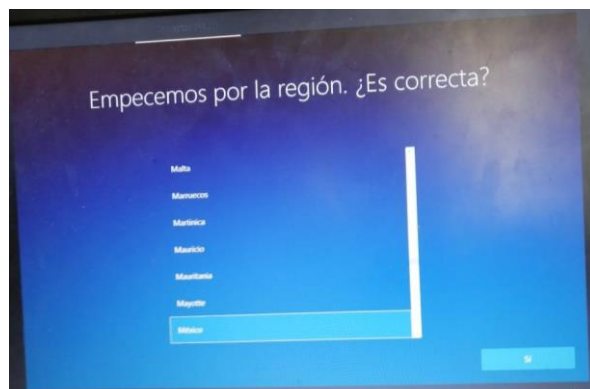 Empecemos por la región. ¿Es correcta?
Malta
Marruecos
Martinica
Mauricio
Mauritania
Mayotte
México
Sí